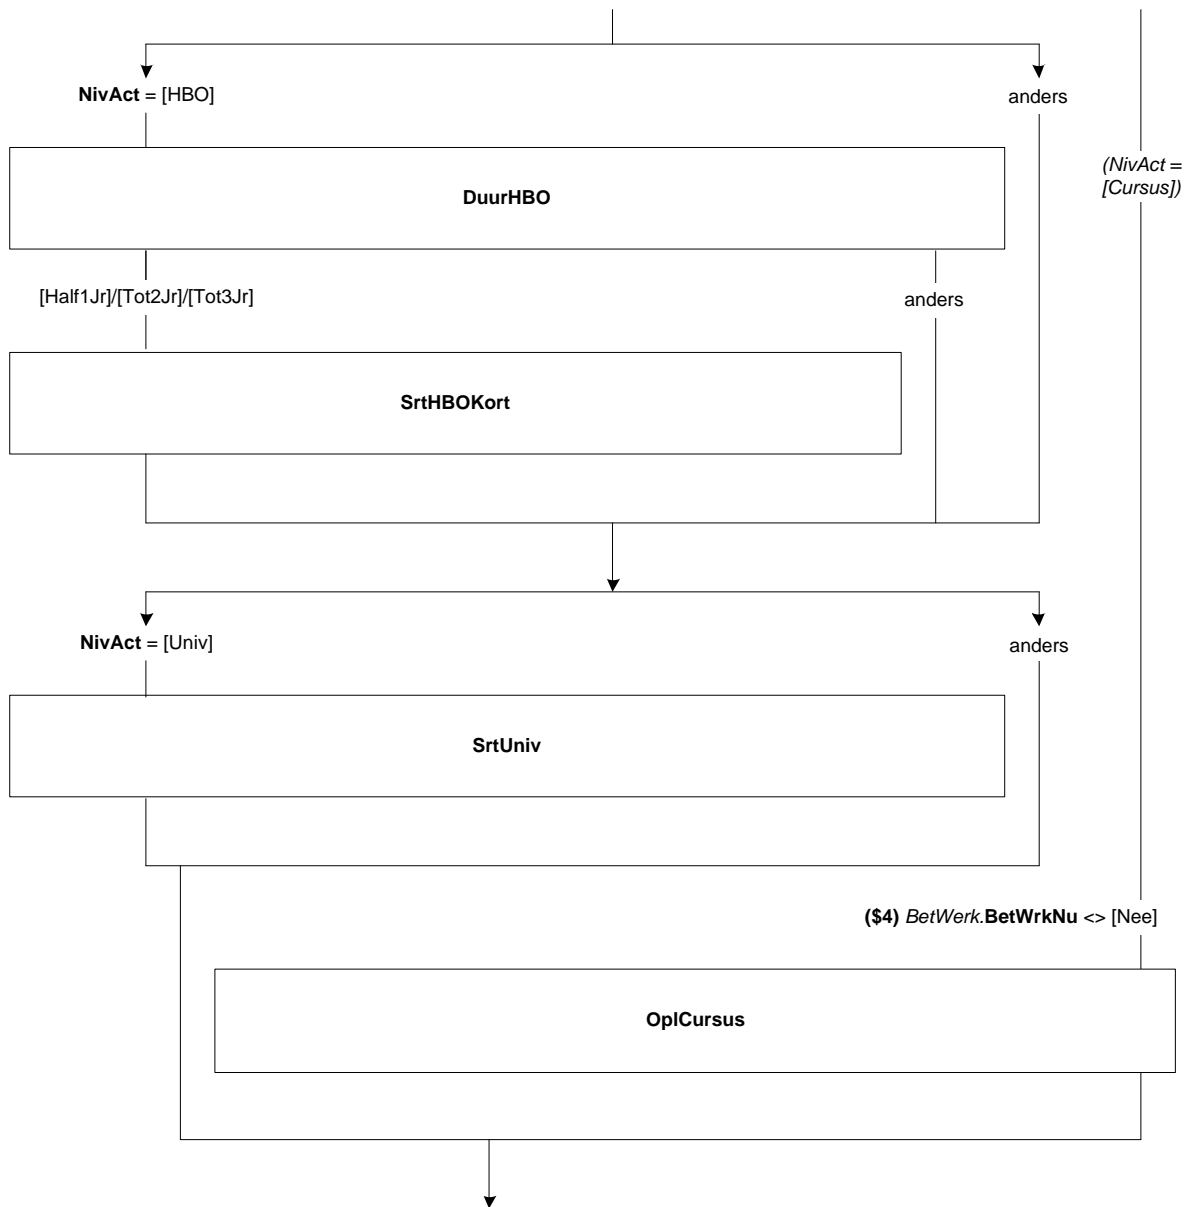 NivAct = [HBO]
anders
(NivAct =
[Cursus])
DuurHBO
[Half1Jr]/[Tot2Jr]/[Tot3Jr]
anders
SrtHBOKort
NivAct = [Univ]
anders
SrtUniv
($4) BetWerk.BetWrkNu <> [Nee]
OplCursus